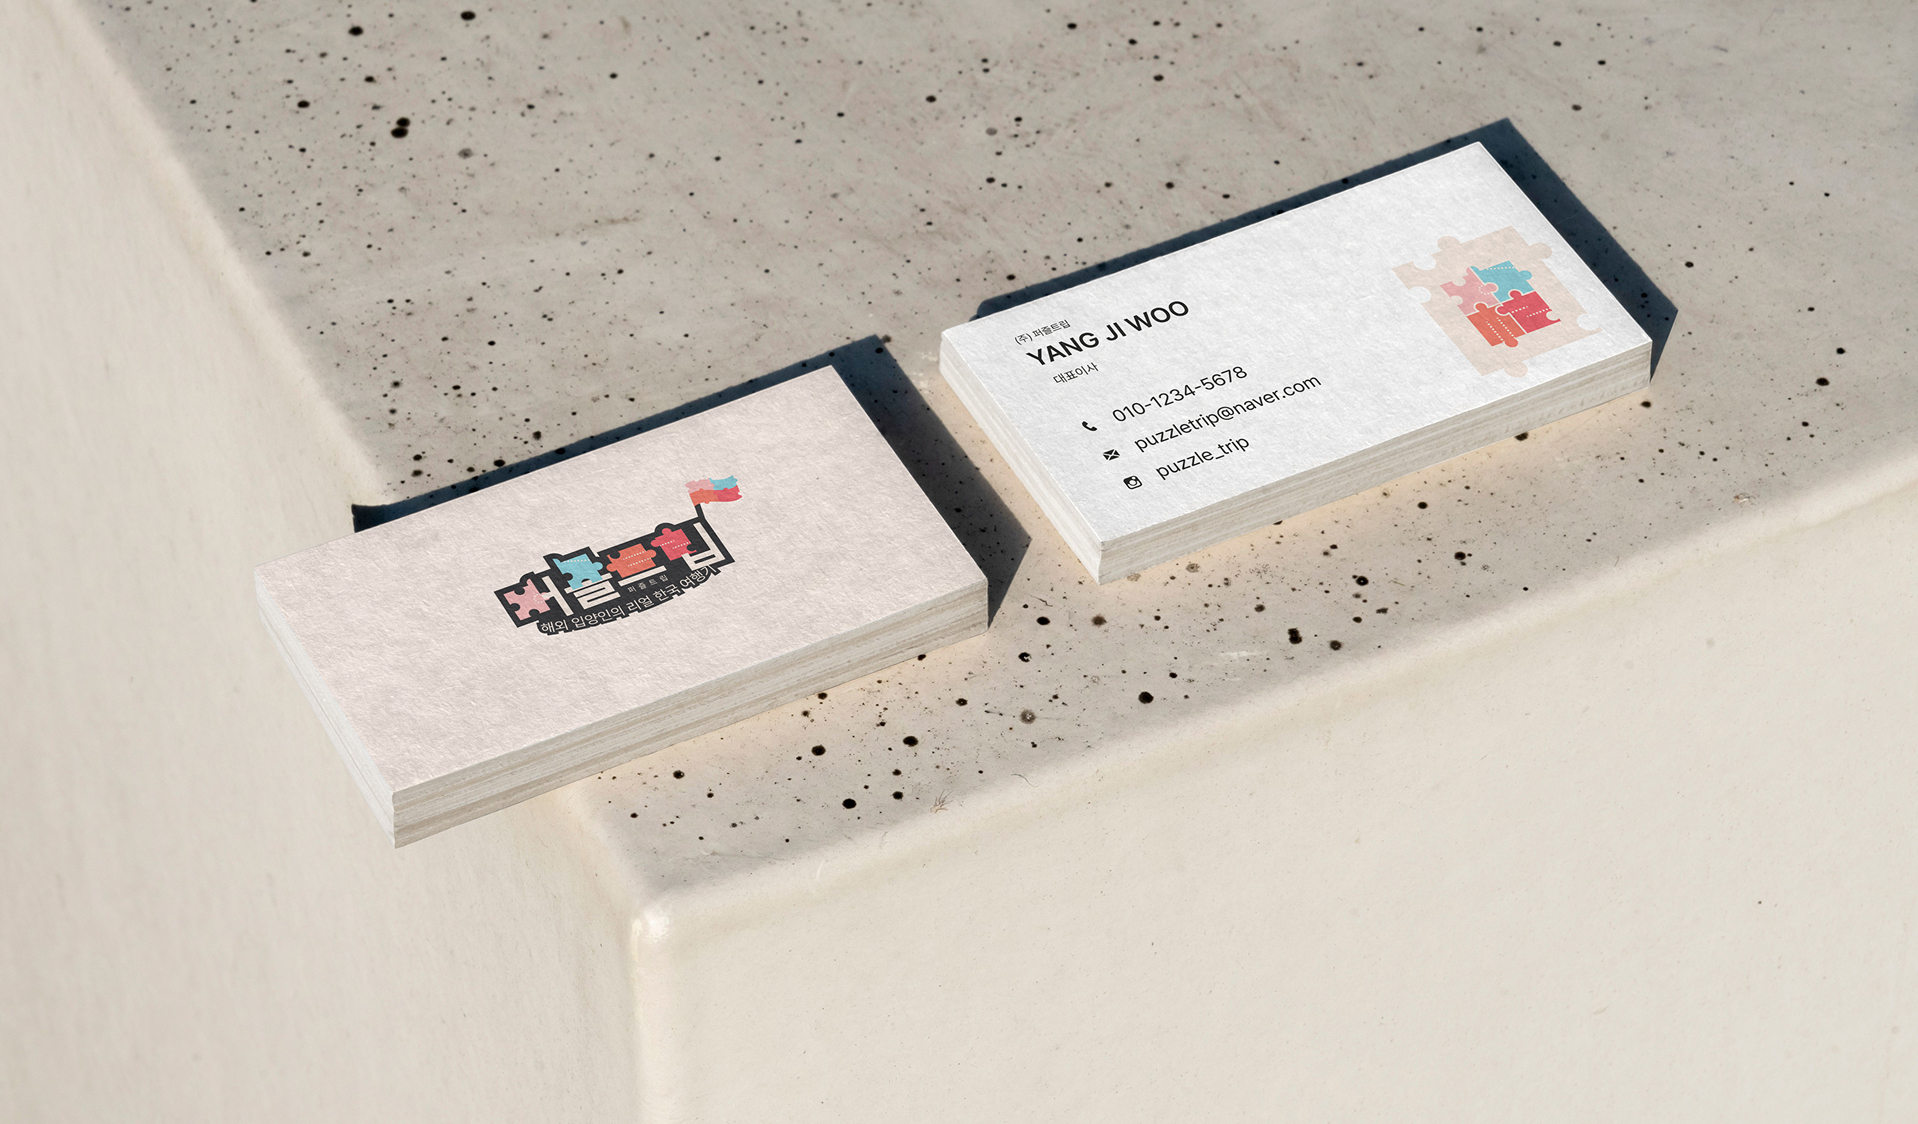 퍼즐트립
퍼즐트립
해외 입양인의 리얼 한국 여행기
(주) 퍼즐트립
YANG JI WOO
대표이사
010-1234-5678
puzzletrip@naver.com
puzzle_trip